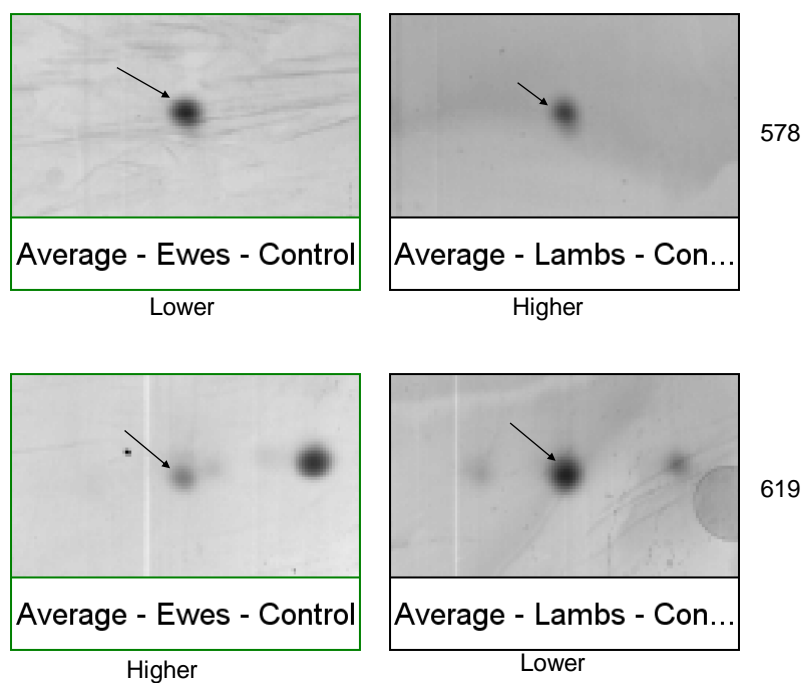 578
Average - Ewes - Control
Average - Lambs - Con...
Lower
Higher
619
Average - Ewes - Control
Average - Lambs - Con...
Higher
Lower